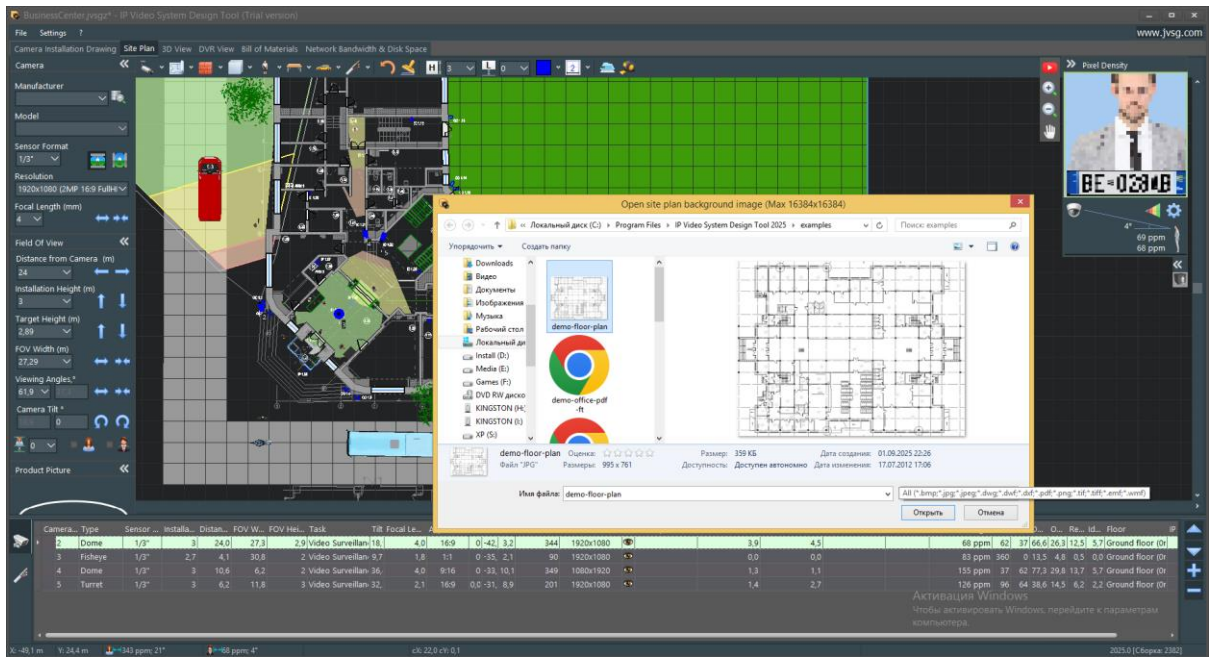 BusinessCenter.jvsgz* - IP Video System Design Tool (Trial version)
File Settings ?
www.jvsg.com
Camera Installation Drawing Site Plan 3D View DVR View Bill of Materials Network Bandwidth & Disk Space
Camera
H 3 0 2
Pixel Density
Manufacturer
Model
Sensor Format
1/3"
Resolution
1920x1080 (2MP 16:9 FullH
Focal Length (mm)
4
Field Of View
Distance from Camera (m)
24
Installation Height (m)
3
Target Height (m)
2,89
FOV Width (m)
27,29
Viewing Angles,°
61,9
Camera Tilt °
0
0
Product Picture
4°
69 ppm
68 ppm
Open site plan background image (Max 16384x16384)
« Локальный диск (C:) Program Files IP Video System Design Tool 2025 examples
Поиск: examples
Упорядочить Создать папку
Downloads
Видео
Документы
Изображения
Музыка
Рабочий стол
Локальный ди
Install (D:)
Media (E:)
Games (F:)
DVD RW диско
KINGSTON (H:
KINGSTON (I:)
XP (S:)
demo-floor-plan
demo-office-pdf
-ft
demo-floor-plan Оценка: Размер: 359 КБ Дата создания: 01.09.2025 22:26
Файл "JPG" Размеры: 995 x 761 Доступность: Доступен автономно Дата изменения: 17.07.2012 17:06
Имя файла: demo-floor-plan
All (*.bmp;*.jpg;*.jpeg;*.dwg;*.dwf;*.dxf;*.pdf;*.png;*.tif;*.tiff;*.emf;*.wmf)
Открыть Отмена
Camera... Type Sensor ... Installa... Distan... FOV W... FOV Hei... Task Tilt Focal Le... O... Re... Id... Floor
2 Dome 1/3" 3 24,0 27,3 2,9 Video Surveillan 18, 4,0 16:9 0 -42, 3,2 344 1920x1080 3,9 4,5 68 ppm 62 37 66,6 26,3 12,5 5,7 Ground floor (0r
3 Fisheye 1/3" 2,7 4,1 30,8 2 Video Surveillan 9,7 1,8 1:1 0 -35, 2,1 90 1920x1080 0,0 0,0 83 ppm 360 0 13,5 4,8 0,5 0,0 Ground floor (0r
4 Dome 1/3" 3 10,6 6,2 2 Video Surveillan 36, 4,0 9:16 0 -33, 10,1 349 1080x1920 1,3 1,1 155 ppm 37 62 77,3 29,8 13,7 5,7 Ground floor (0r
5 Turret 1/3" 3 6,2 11,8 3 Video Surveillan 32, 2,1 16:9 0,0 -31, 8,9 201 1920x1080 1,4 2,7 126 ppm 96 64 38,6 14,5 6,2 2,2 Ground floor (0r
Активация Windows
Чтобы активировать Windows, перейдите к параметрам
компьютера.
X: -49,1 m Y: 24,4 m 343 ppm; 21° 68 ppm; 4° cX: 22,0 cY: 0,1 2025.0 [Сборка: 2382]